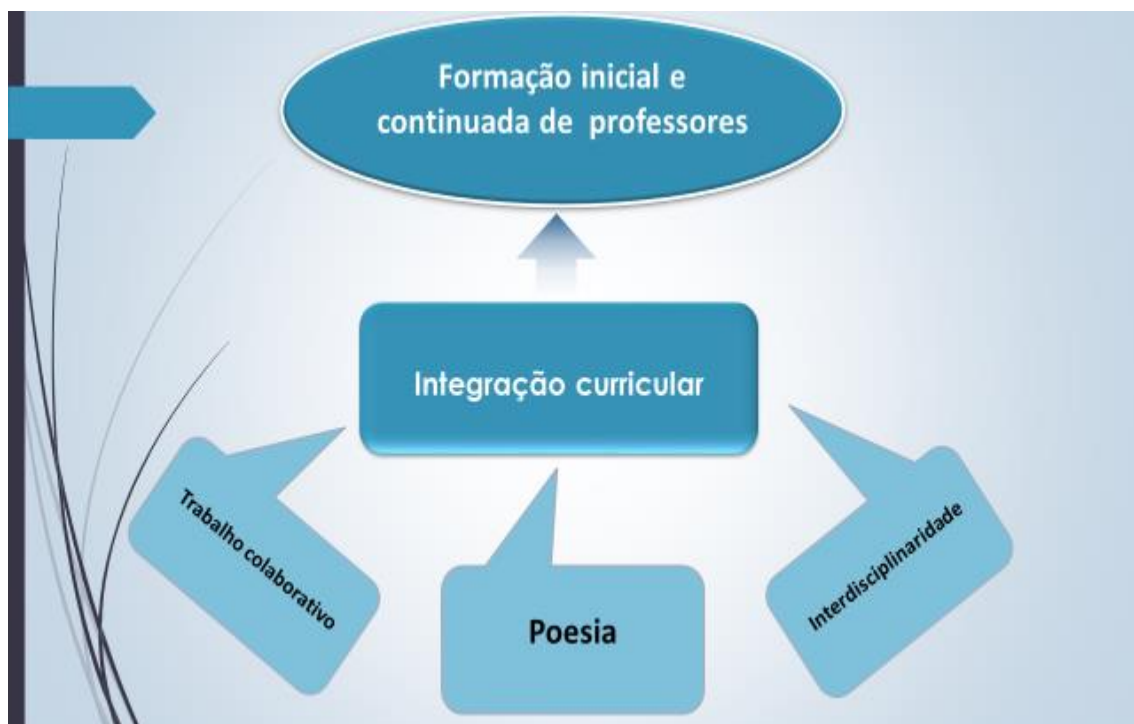 Formação inicial e
continuada de professores
Integração curricular
Trabalho colaborativo
Poesia
Interdisciplinaridade